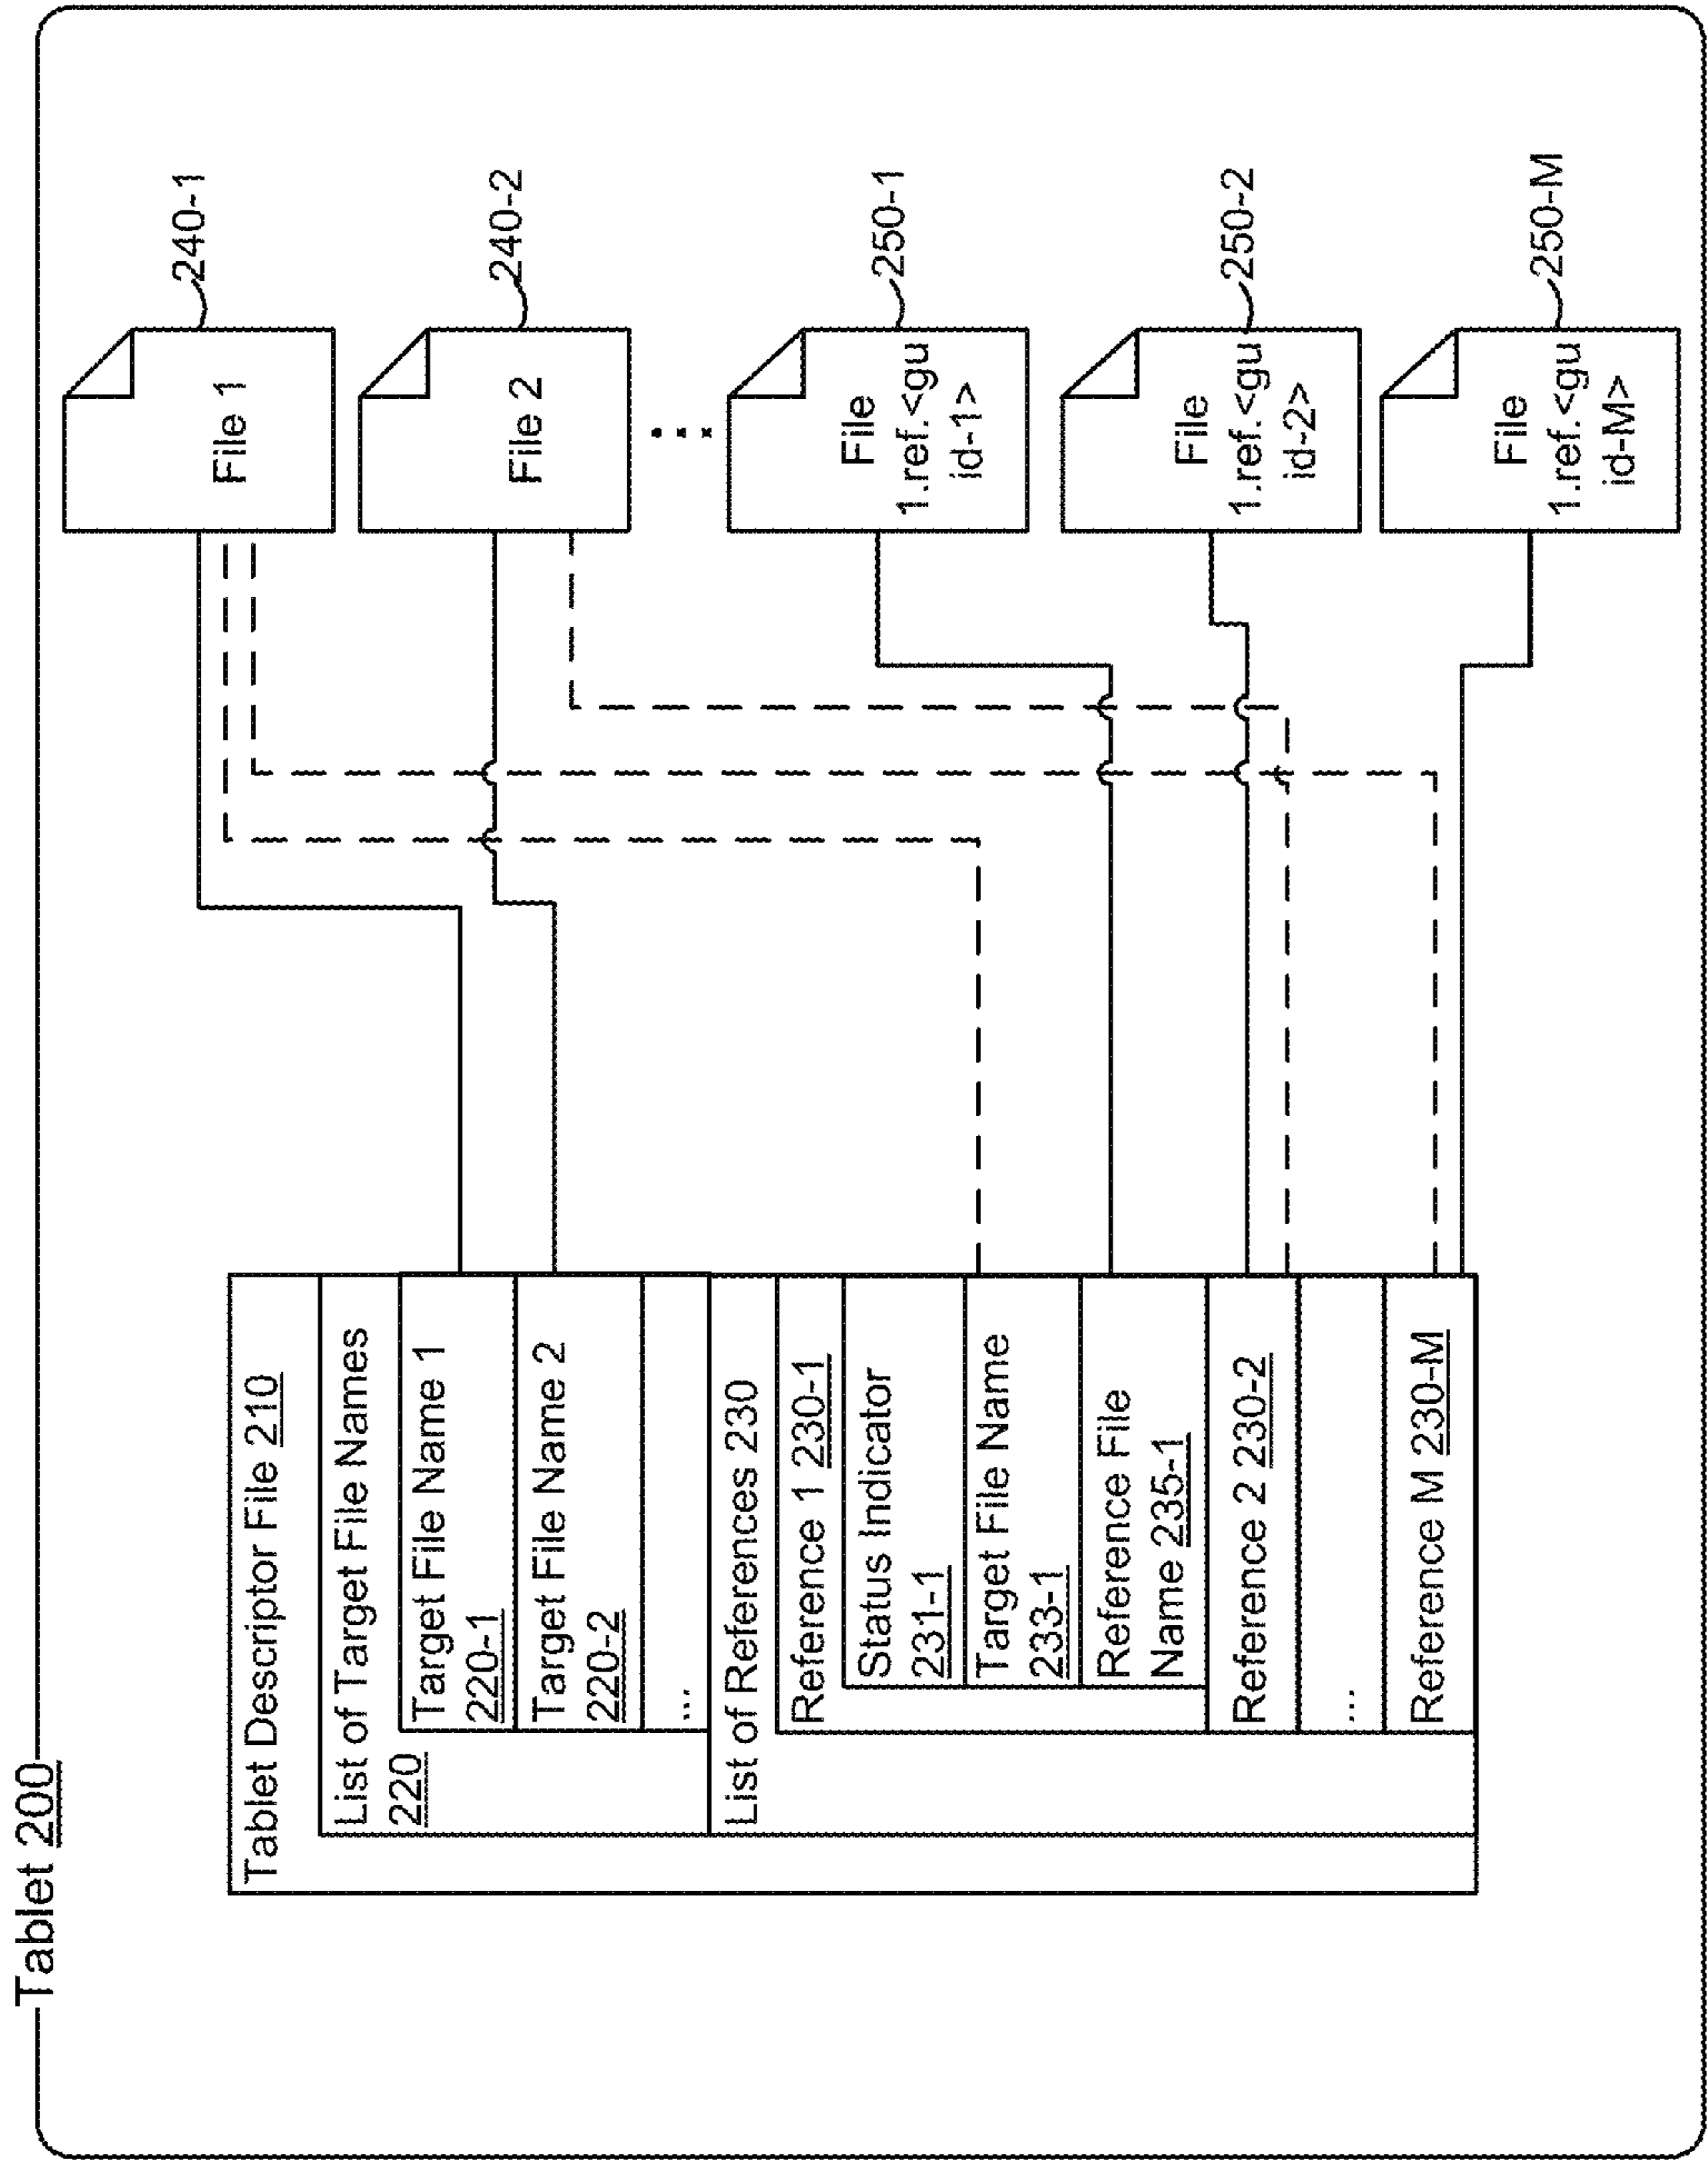 Tablet 200
Tablet Descriptor File 210
List of Target File Names
220
Target File Name 1
220-1
Target File Name 2
220-2
...
List of References 230
Reference 1 230-1
Status Indicator
231-1
Target File Name
233-1
Reference File
Name 235-1
Reference 2 230-2
...
Reference M 230-M
File 1
240-1
File 2
240-2
...
File
1.ref.<gu
id-1>
250-1
File
1.ref.<gu
id-2>
250-2
File
1.ref.<gu
id-M>
250-M